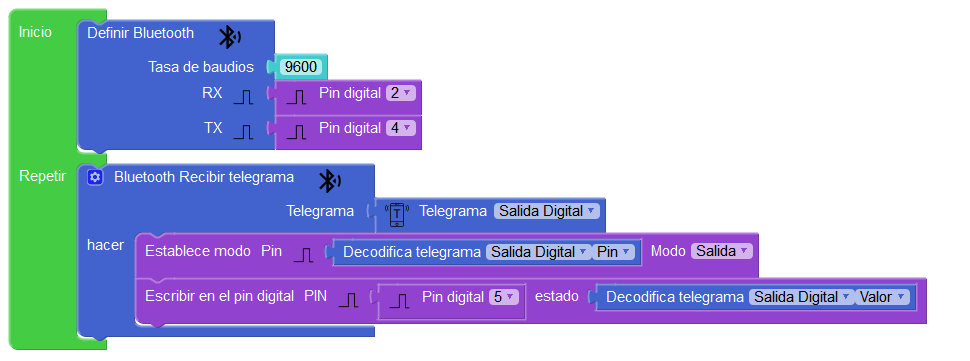 Inicio Definir Bluetooth
Tasa de baudios 9600
RX Pin digital 2
TX Pin digital 4
Repetir Bluetooth Recibir telegrama
Telegrama T Telegrama Salida Digital
hacer Establece modo Pin Decodifica telegrama Salida Digital Pin Modo Salida
Escribir en el pin digital PIN Pin digital 5 estado Decodifica telegrama Salida Digital Valor